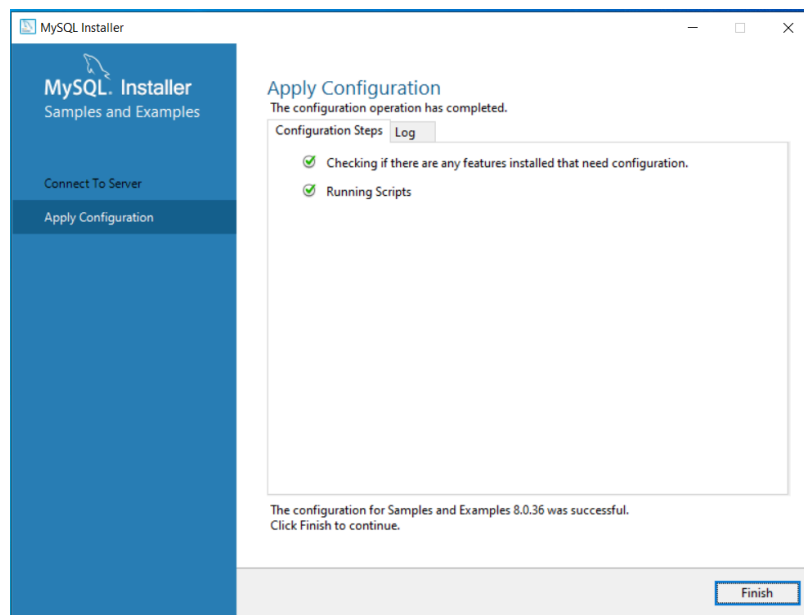 MySQL Installer
MySQL. Installer
Samples and Examples
Connect To Server
Apply Configuration
Apply Configuration
The configuration operation has completed.
Configuration Steps Log
Checking if there are any features installed that need configuration.
Running Scripts
The configuration for Samples and Examples 8.0.36 was successful.
Click Finish to continue.
Finish